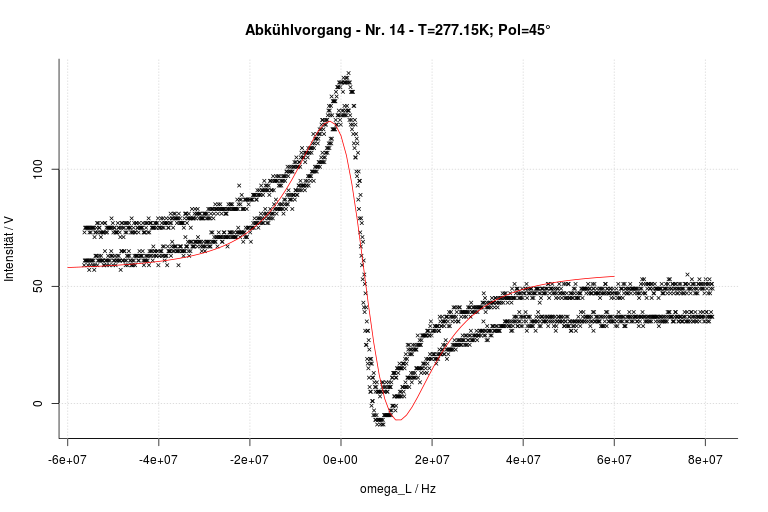 Abkühlvorgang - Nr. 14 - T=277.15K; Pol=45°
Intensität / V
100
50
0
-6e+07 -4e+07 -2e+07 0e+00 2e+07 4e+07 6e+07 8e+07
omega_L / Hz